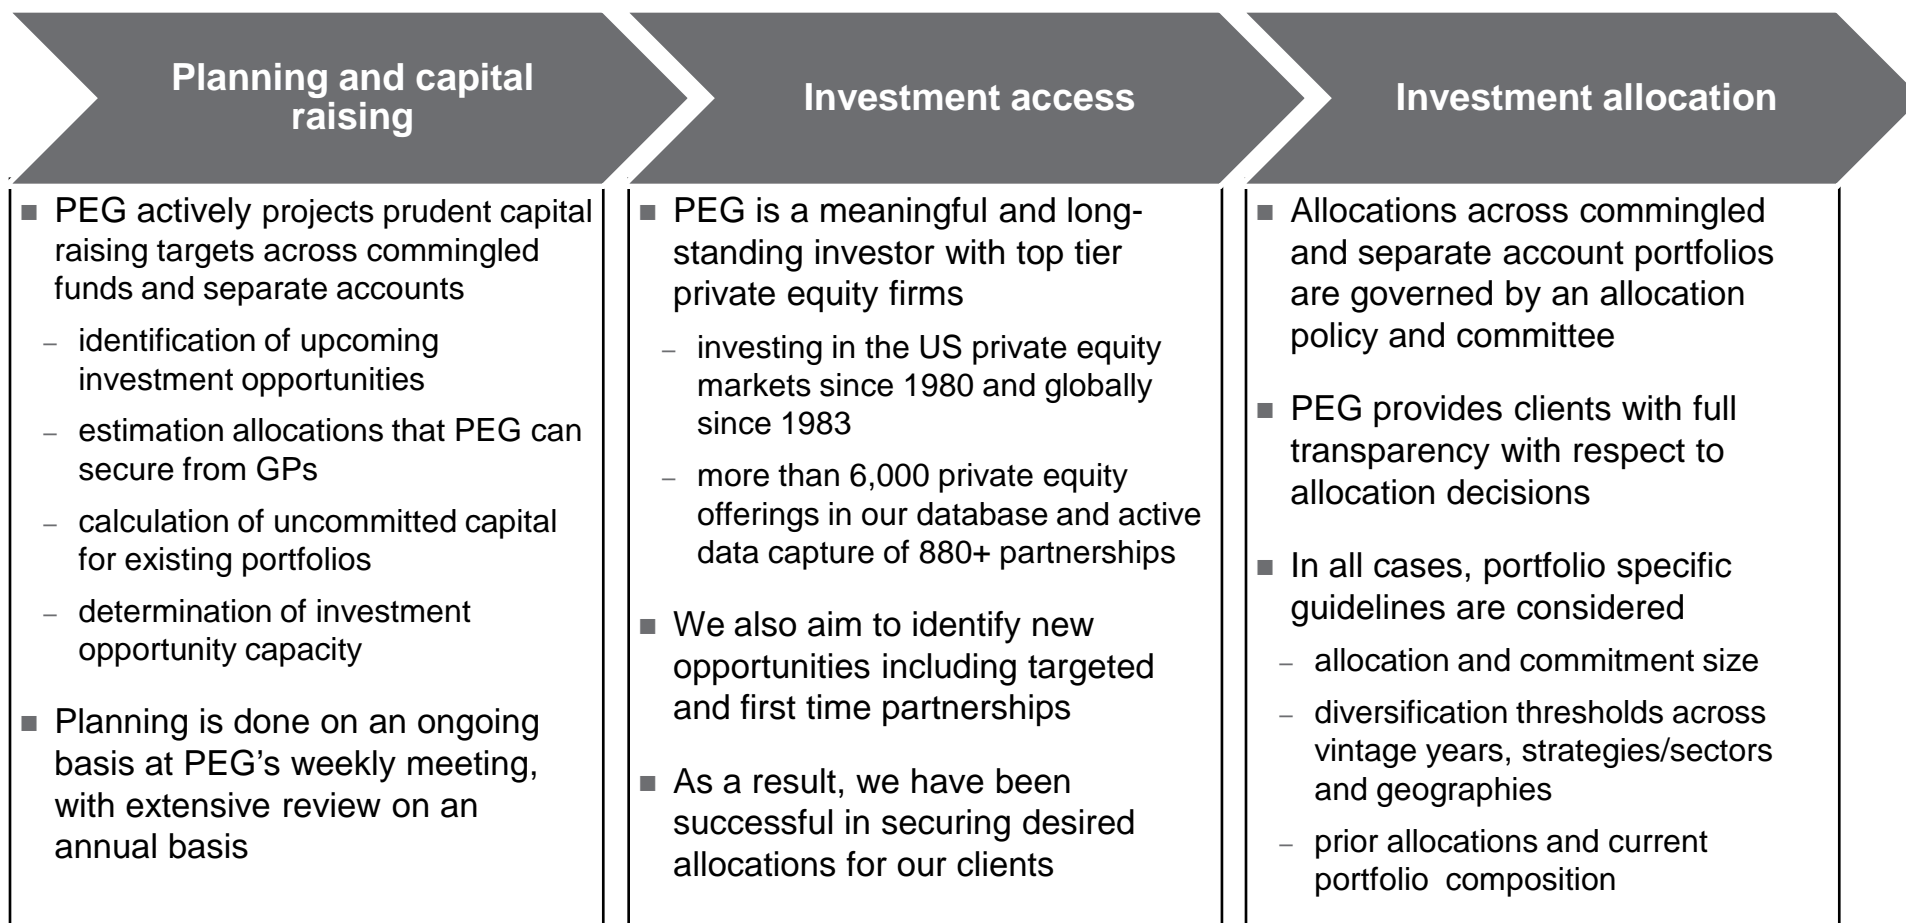 Planning and capital
raising
Investment access
Investment allocation
■ PEG actively projects prudent capital
raising targets across commingled
funds and separate accounts
– identification of upcoming
investment opportunities
– estimation allocations that PEG can
secure from GPs
– calculation of uncommitted capital
for existing portfolios
– determination of investment
opportunity capacity
■ Planning is done on an ongoing
basis at PEG’s weekly meeting,
with extensive review on an
annual basis
■ PEG is a meaningful and long-
standing investor with top tier
private equity firms
– investing in the US private equity
markets since 1980 and globally
since 1983
– more than 6,000 private equity
offerings in our database and active
data capture of 880+ partnerships
■ We also aim to identify new
opportunities including targeted
and first time partnerships
■ As a result, we have been
successful in securing desired
allocations for our clients
■ Allocations across commingled
and separate account portfolios
are governed by an allocation
policy and committee
■ PEG provides clients with full
transparency with respect to
allocation decisions
■ In all cases, portfolio specific
guidelines are considered
– allocation and commitment size
– diversification thresholds across
vintage years, strategies/sectors
and geographies
– prior allocations and current
portfolio composition